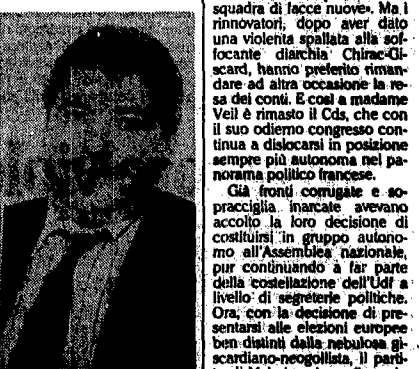 squadra di facce nuove». Ma i
rinnovatori, dopo aver dato
una violenta spallata alla sof-
focante diarchia Chirac-Gi-
scard, hanno preferito riman-
dare ad altra occasione la re-
sa dei conti. E così a madame
Veil è rimasto il Cds, che con
il suo odierno congresso con-
tinua a dislocarsi in posizione
sempre più autonoma nel pa-
norama politico francese.
Già fronti corrugate e so-
pracciglia inarcate avevano
accolto la loro decisione di
costituirsi in gruppo autono-
mo all'Assemblea nazionale,
pur continuando a far parte
della costellazione dell'Udf a
livello di segreterie politiche.
Ora, con la decisione di pre-
sentarsi alle elezioni europee
ben distinti dalla nebulosa gi-
scardiano-neogollista, il parti-